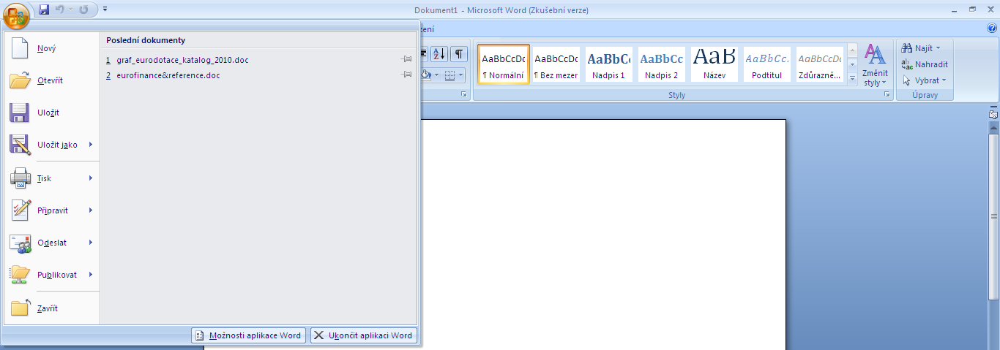 Dokument1 - Microsoft Word (Zkušební verze)
zení
Poslední dokumenty
1 graf_eurodotace_katalog_2010.doc
2 eurofinance&reference.doc
Nový
Otevřít
Uložit
Uložit jako
Tisk
Připravit
Odeslat
Publikovat
Zavřít
Možnosti aplikace Word
Ukončit aplikaci Word
AaBbCcDc
AaBbCcDc
AaBbCc
AaBbCc
AaB
AaBbCc.
AaBbCcDc
¶ Normální
¶ Bez mezer
Nadpis 1
Nadpis 2
Název
Podtitul
Zdůrazně...
Změnit
styly
Styly
Najít
Nahradit
Vybrat
Úpravy